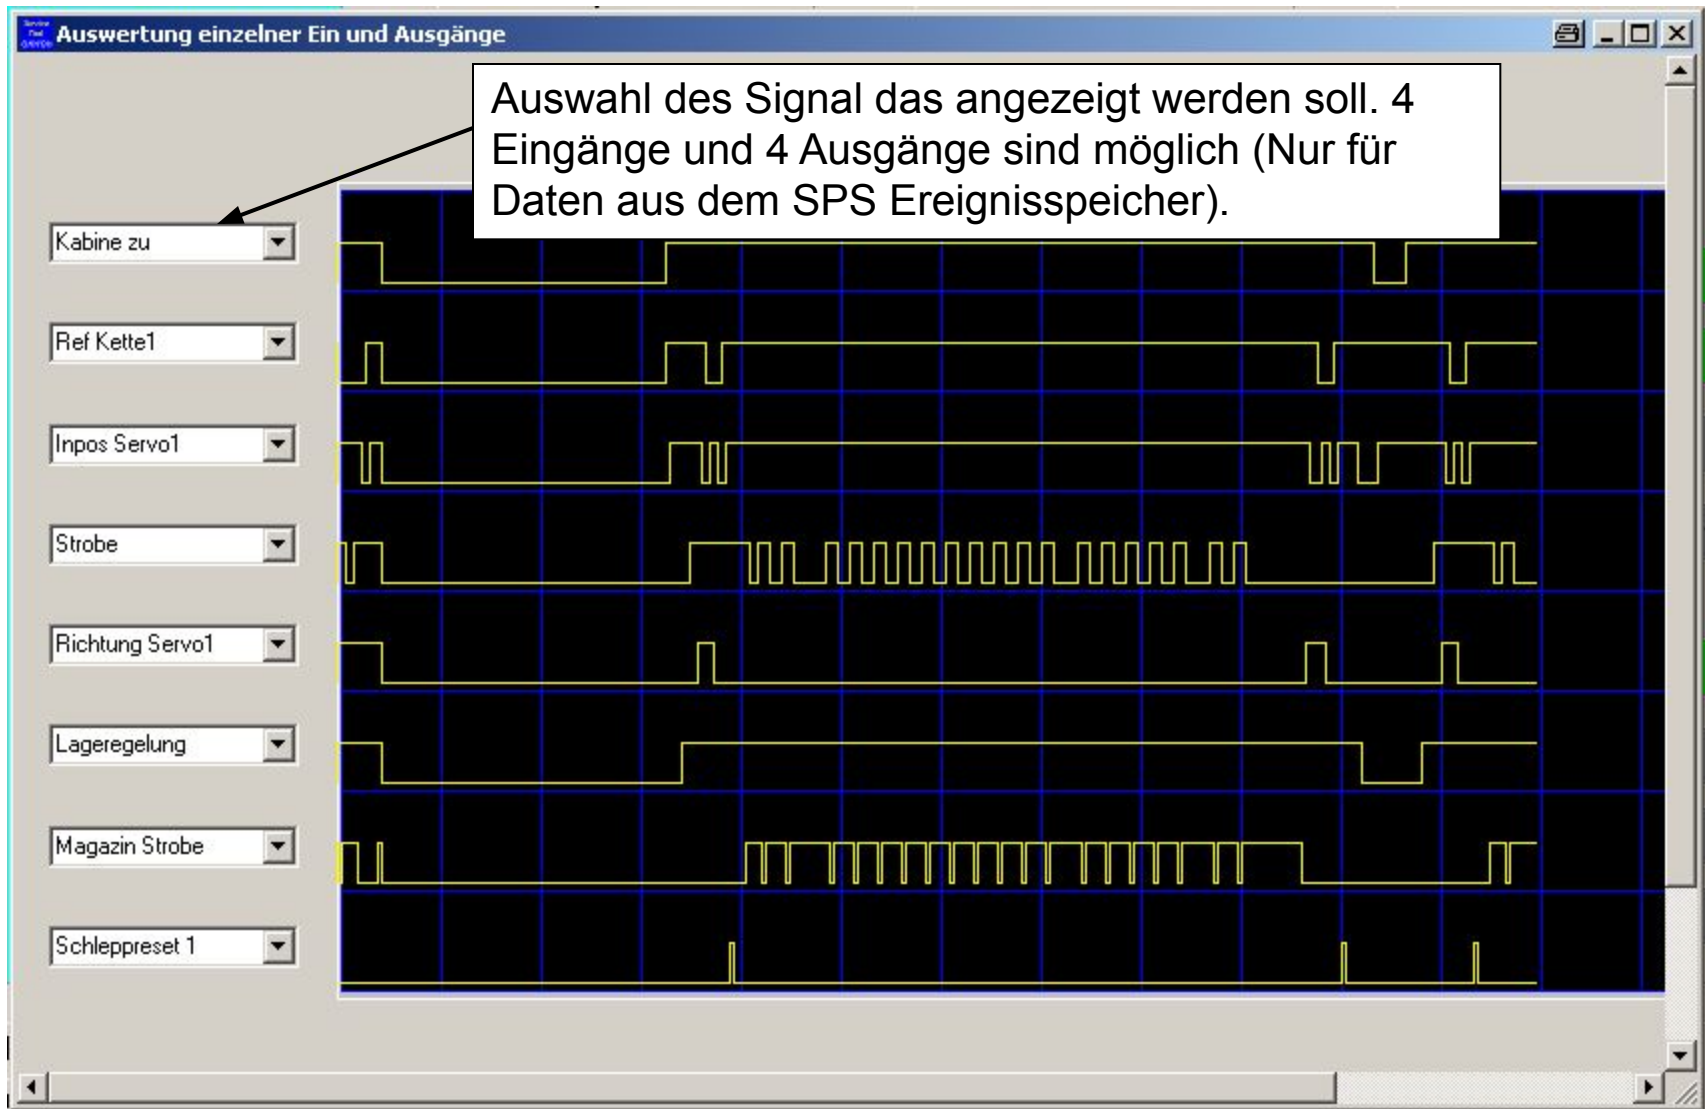 Auswertung einzelner Ein und Ausgänge
Auswahl des Signal das angezeigt werden soll. 4
Eingänge und 4 Ausgänge sind möglich (Nur für
Daten aus dem SPS Ereignisspeicher).
Kabine zu
Ref Kette1
Inpos Servo1
Strobe
Richtung Servo1
Lageregelung
Magazin Strobe
Schleppreset 1